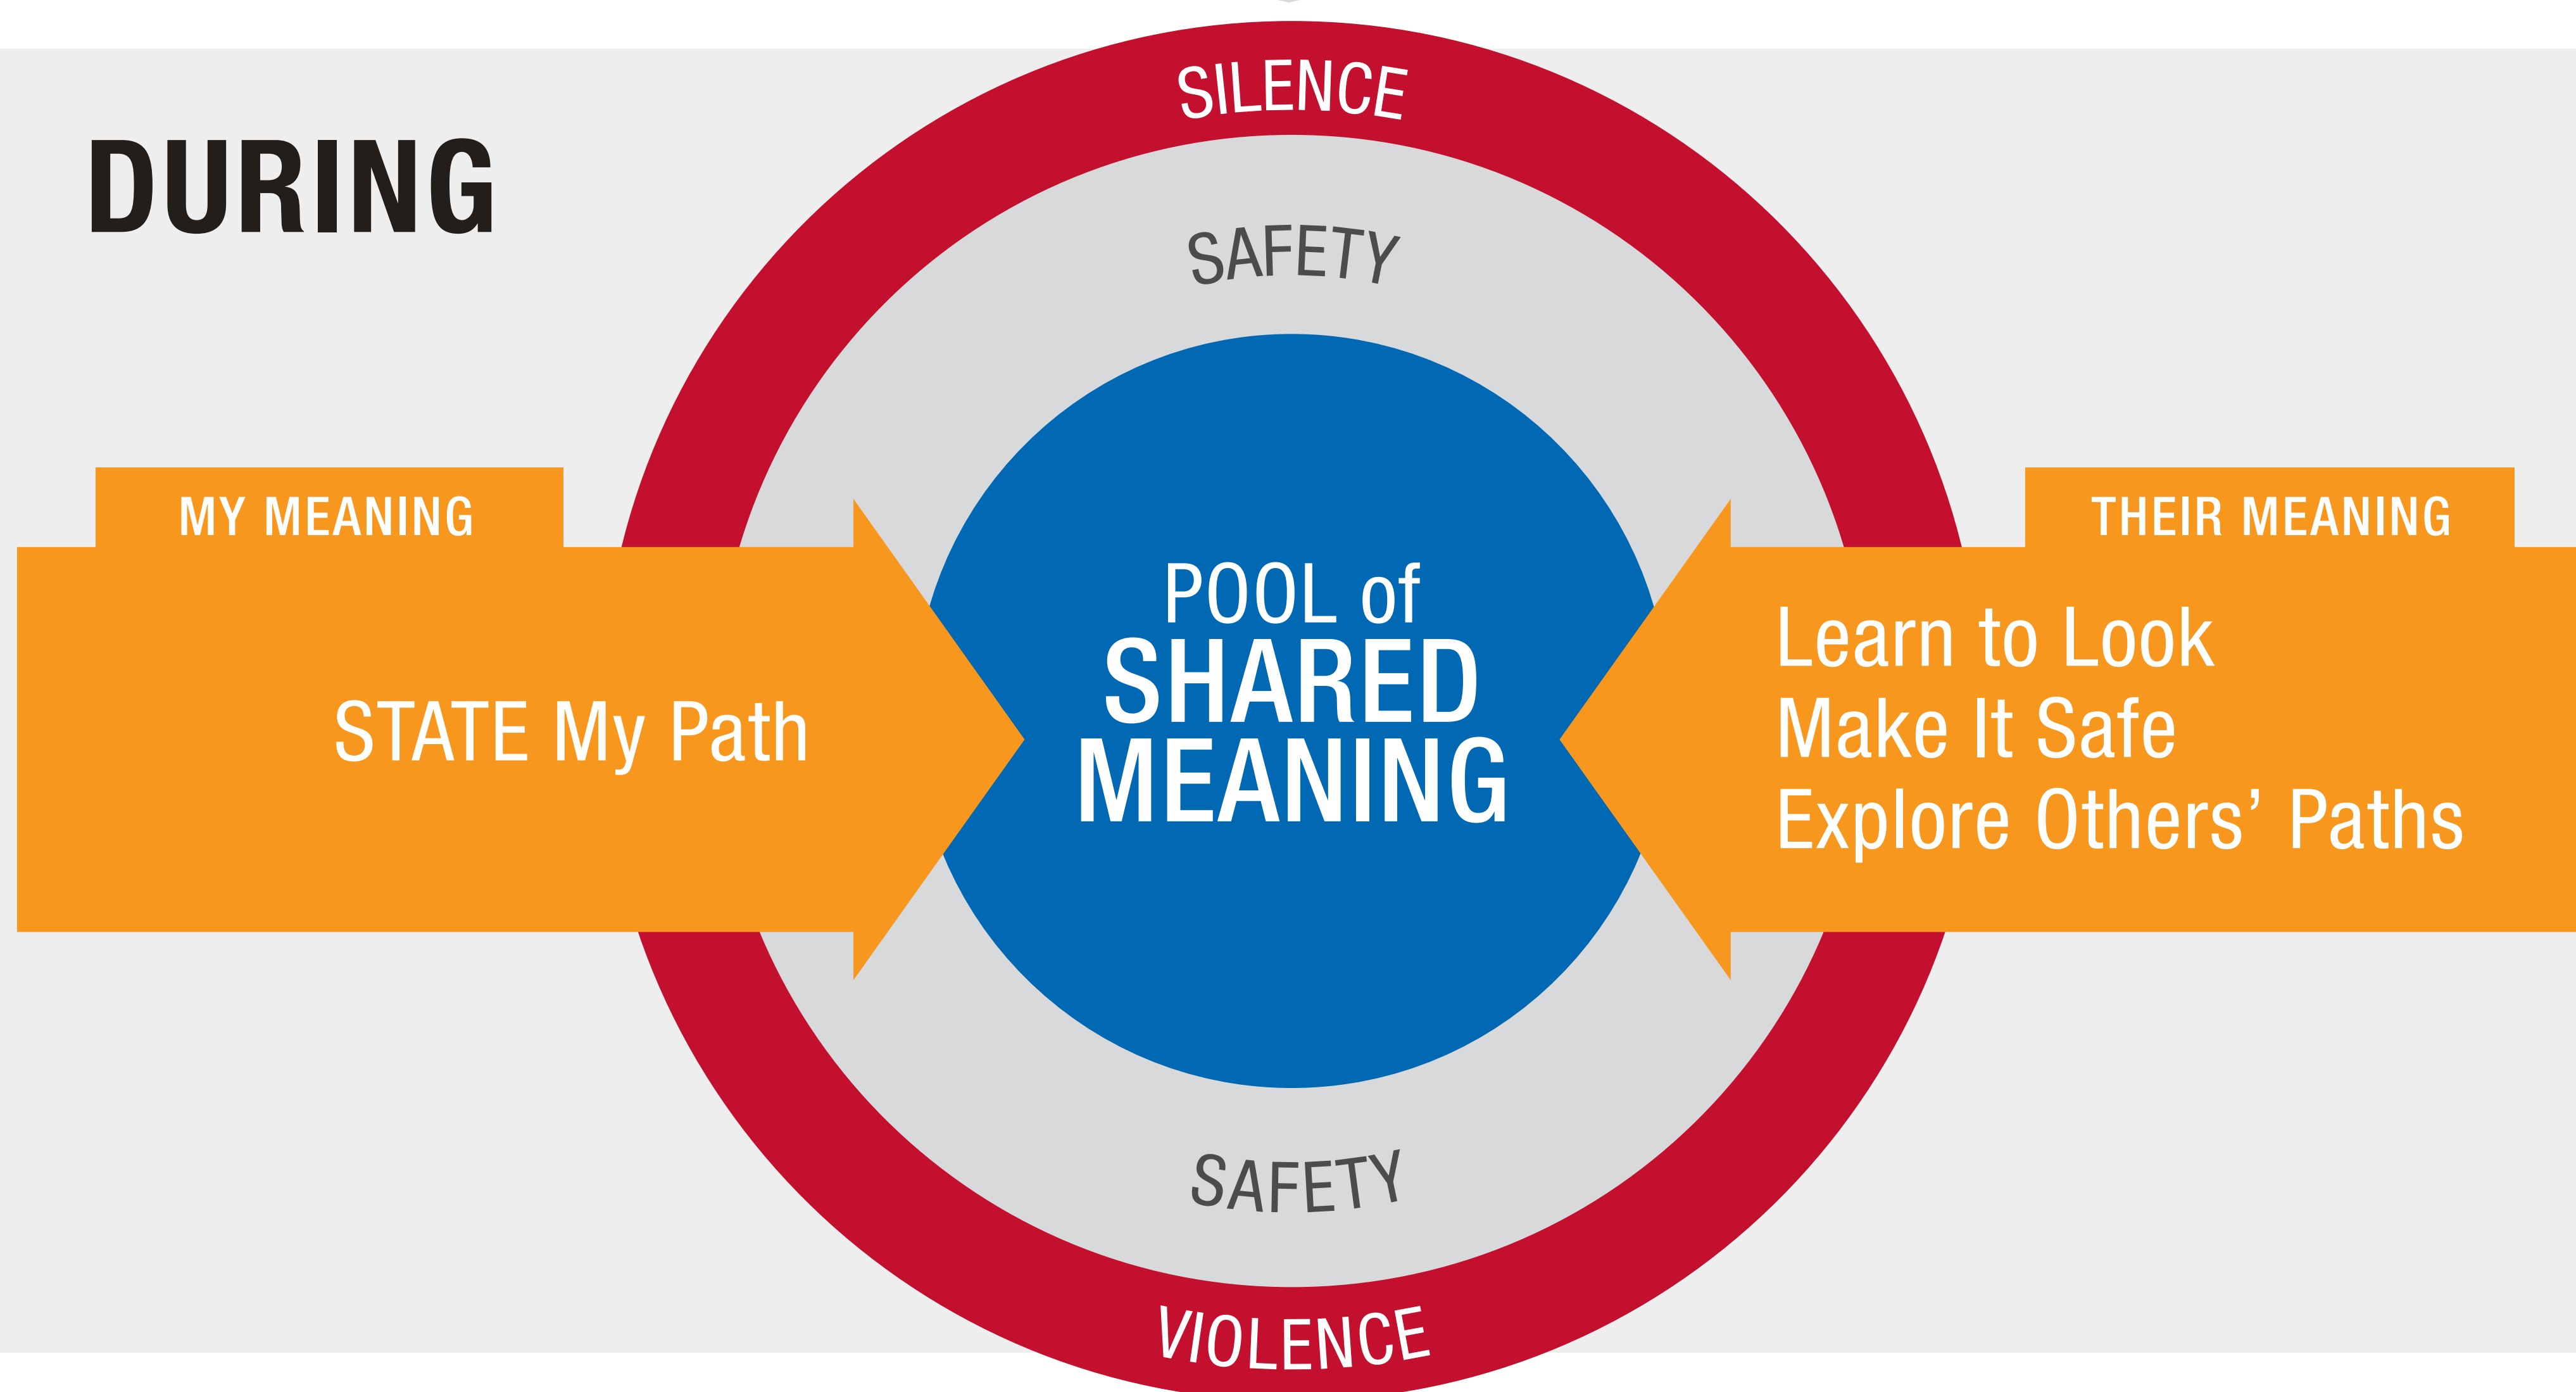 DURING
SILENCE
SAFETY
MY MEANING
STATE My Path
POOL of
SHARED
MEANING
THEIR MEANING
Learn to Look
Make It Safe
Explore Others’ Paths
SAFETY
VIOLENCE